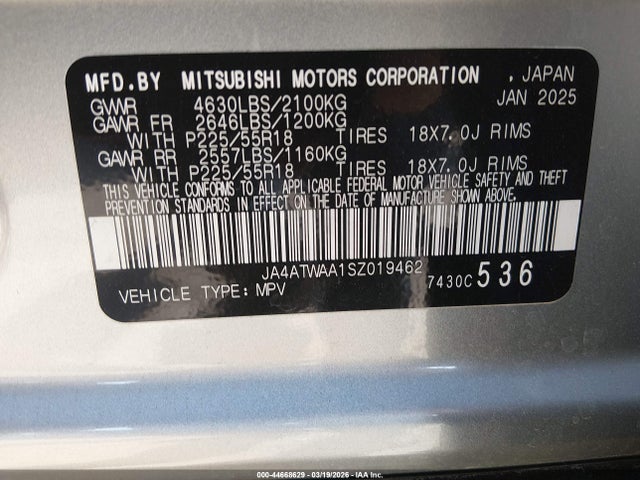 MFD.BY MITSUBISHI MOTORS CORPORATION . JAPAN
GVWR 4630LBS/2100KG JAN 2025
GAWR FR 2646LBS/1200KG
WITH P225/55R18 TIRES 18X7.0J RIMS
GAWR RR 2557LBS/1160KG
WITH P225/55R18 TIRES 18X7.0J RIMS
THIS VEHICLE CONFORMS TO ALL APPLICABLE FEDERAL MOTOR VEHICLE SAFETY AND THEFT
PREVENTION STANDARDS IN EFFECT ON THE DATE OF MANUFACTURE SHOWN ABOVE.
JA4ATWAA1SZ019462
VEHICLE TYPE: MPV 7430C 536
000-44668629 - 03/19/2026 - IAA Inc.